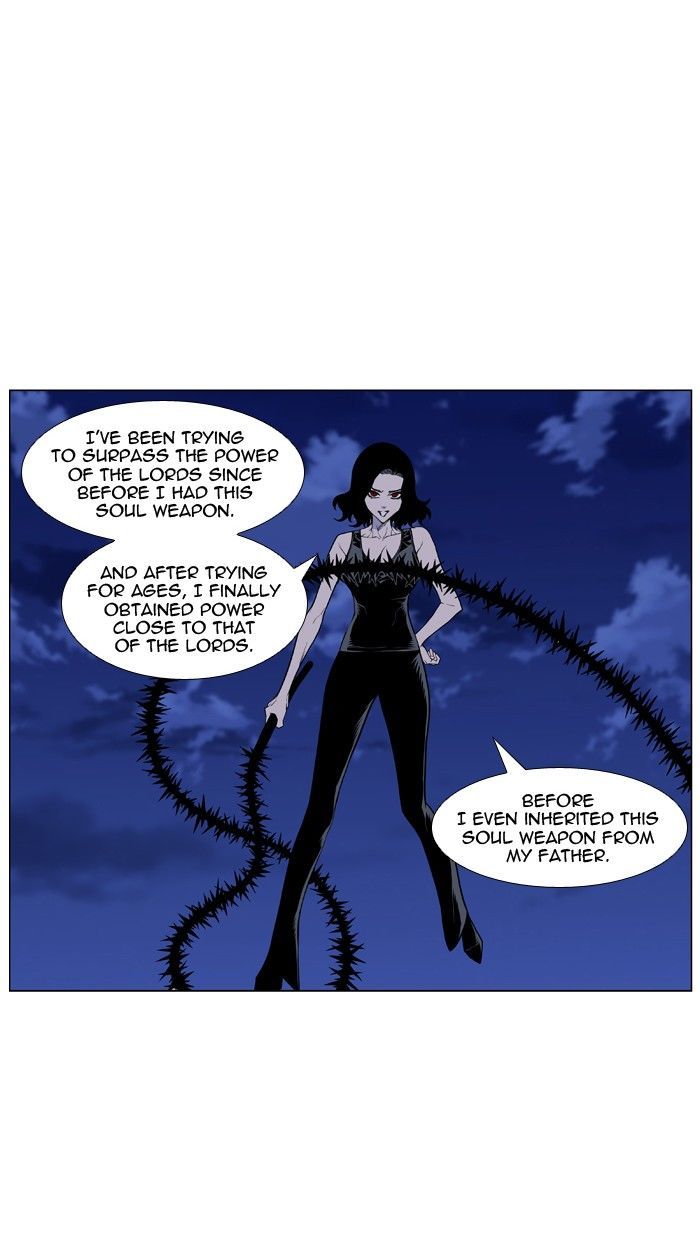 I'VE BEEN TRYING
TO SURPASS THE POWER
OF THE LORDS SINCE
BEFORE I HAD THIS
SOUL WEAPON.
AND AFTER TRYING
FOR AGES, I FINALLY
OBTAINED POWER
CLOSE TO THAT
OF THE LORDS.
BEFORE
I EVEN INHERITED THIS
SOUL WEAPON FROM
MY FATHER.